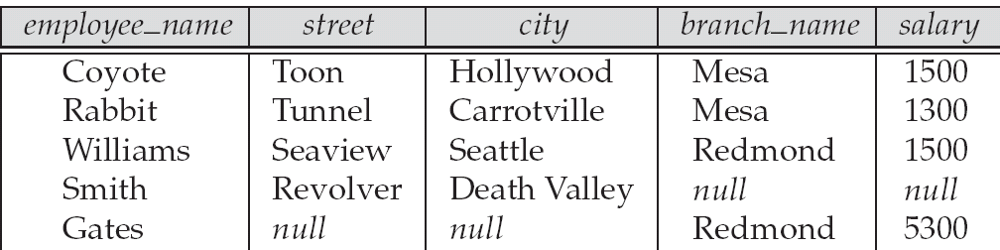 employee_name street city branch_name salary
Coyote Toon Hollywood Mesa 1500
Rabbit Tunnel Carrotville Mesa 1300
Williams Seaview Seattle Redmond 1500
Smith Revolver Death Valley null null
Gates null null Redmond 5300